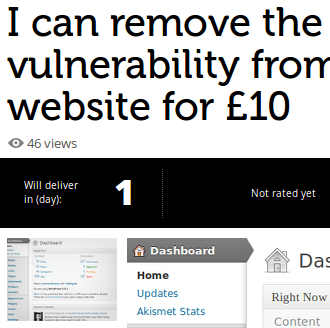 I can remove the
vulnerability from
website for £10
46 views
Will deliver
in (day):
1
Not rated yet
Dashboard
Dashboard
Home
Updates
Akismet Stats
Das
Right Now
Content